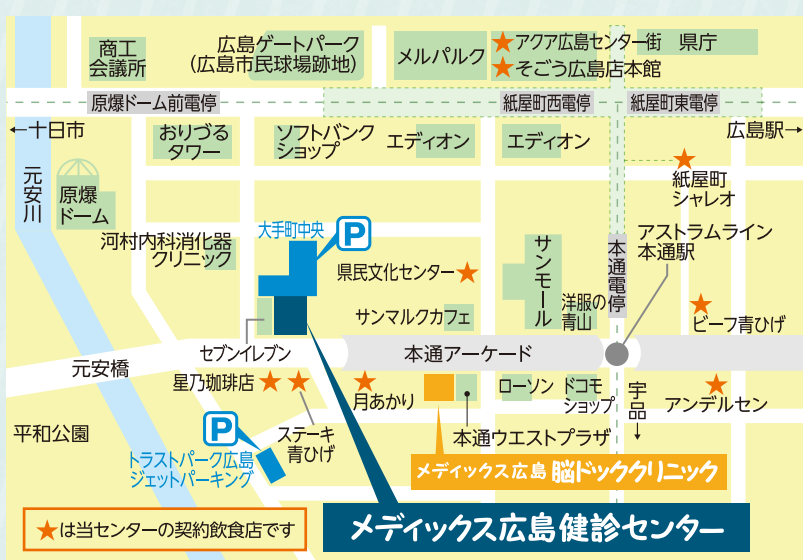 商工
会議所
広島ゲートパーク
(広島市民球場跡地)
メルパルク
★アクア広島センター街
県庁
★そごう広島店本館
原爆ドーム前電停
紙屋町西電停
紙屋町東電停
←十日市
広島駅→
おりづる
タワー
ソフトバンク
ショップ
エディオン
エディオン
元安川
原爆
ドーム
★
紙屋町
シャレオ
河村内科消化器
クリニック
大手町中央
P
県民文化センター★
サンモール
本通電停
アストラムライン
本通駅
洋服の
青山
サンマルクカフェ
★
ビーフ青ひげ
セブンイレブン
本通アーケード
元安橋
星乃珈琲店★
★
ステーキ
青ひげ
★
月あかり
ローソン
ドコモ
ショップ
宇品→
★
アンデルセン
平和公園
P
トラストパーク広島
ジェットパーキング
本通ウエストプラザ
メディックス広島 脳ドッククリニック
★は当センターの契約飲食店です
メディックス広島健診センター